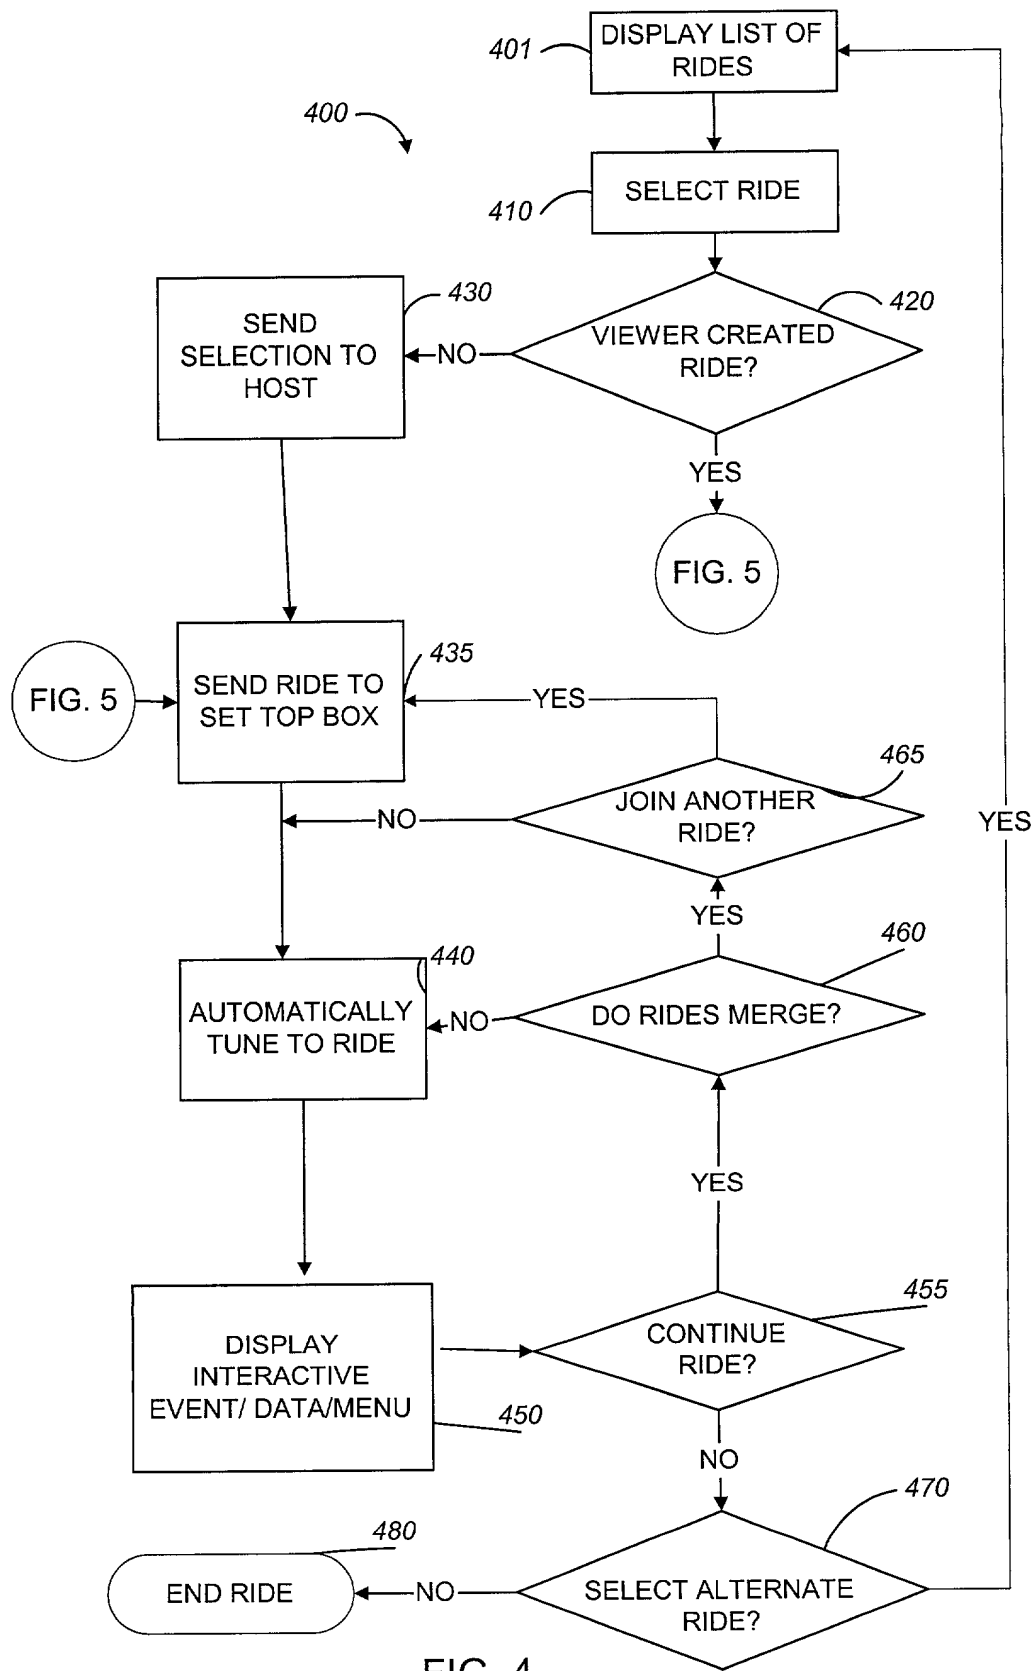 401
DISPLAY LIST OF
RIDES
400
410
SELECT RIDE
430
420
SEND
SELECTION TO
HOST
NO
VIEWER CREATED
RIDE?
YES
FIG. 5
435
FIG. 5
SEND RIDE TO
SET TOP BOX
YES
465
JOIN ANOTHER
RIDE?
NO
YES
YES
460
440
AUTOMATICALLY
TUNE TO RIDE
NO
DO RIDES MERGE?
YES
455
CONTINUE
RIDE?
DISPLAY
INTERACTIVE
EVENT/ DATA/MENU
450
NO
470
480
END RIDE
NO
SELECT ALTERNATE
RIDE?
FIG. 4